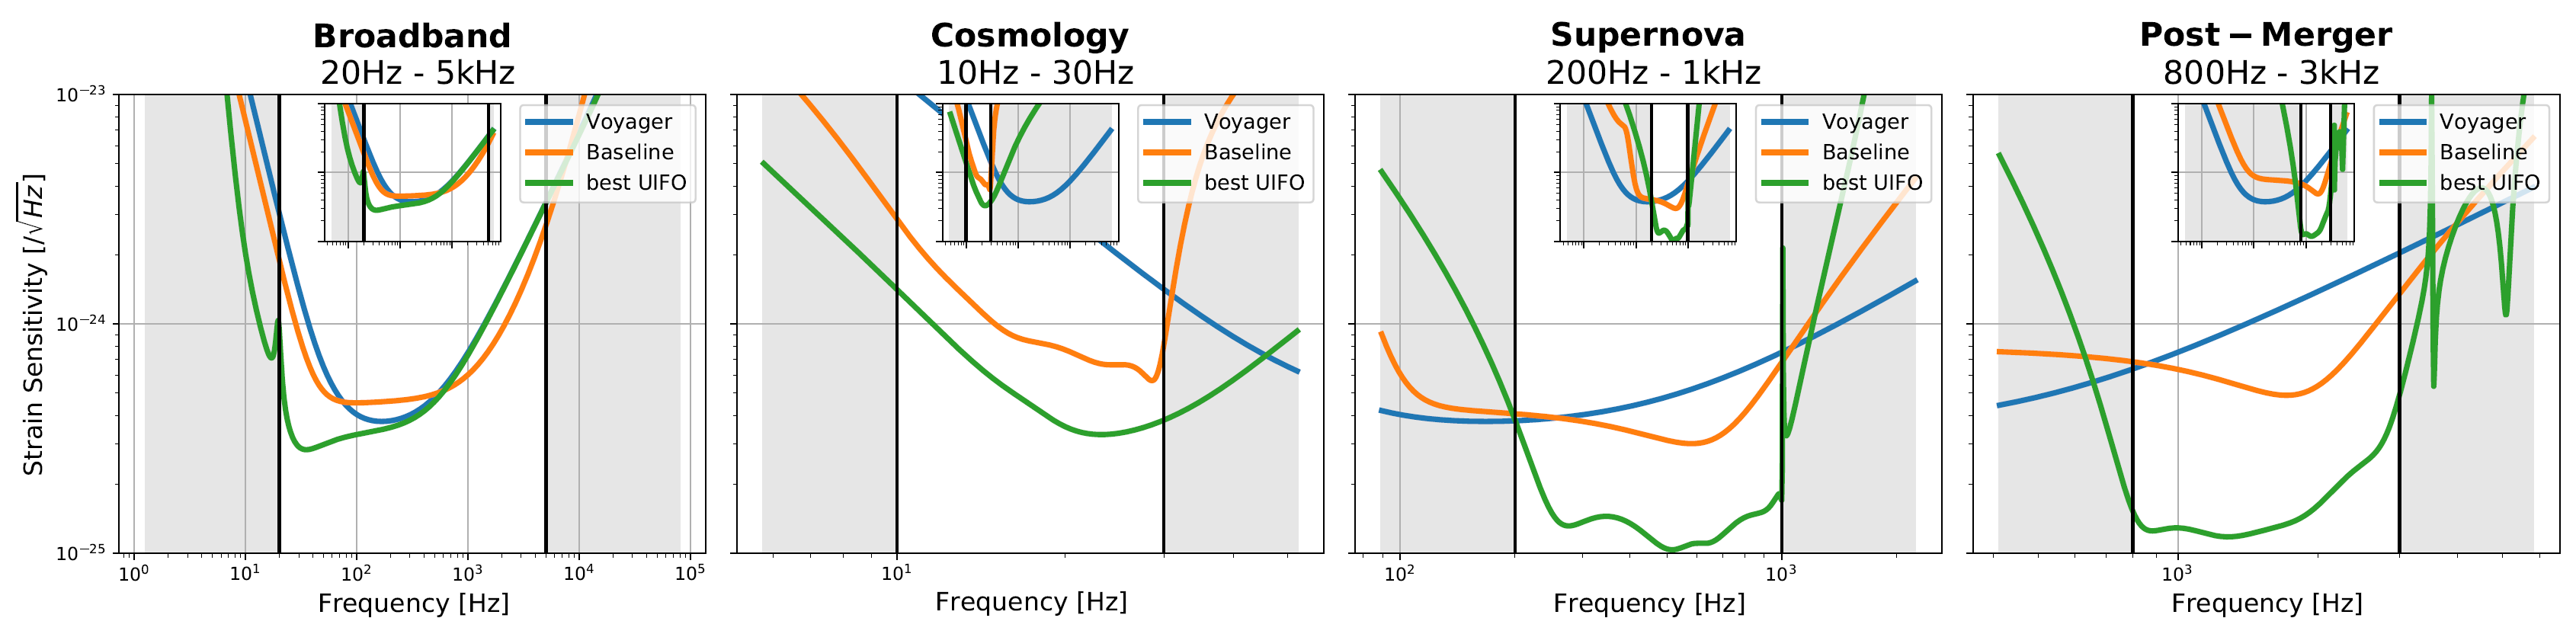 Broadband
20Hz - 5kHz
Cosmology
10Hz - 30Hz
Supernova
200Hz - 1kHz
Post − Merger
800Hz - 3kHz
Strain Sensitivity [/√Hz]
10⁻²³
10⁻²⁴
10⁻²⁵
Voyager
Baseline
best UIFO
Voyager
Baseline
best UIFO
Voyager
Baseline
best UIFO
Voyager
Baseline
best UIFO
10⁰ 10¹ 10² 10³ 10⁴ 10⁵
10¹
10² 10³
10³
Frequency [Hz]
Frequency [Hz]
Frequency [Hz]
Frequency [Hz]